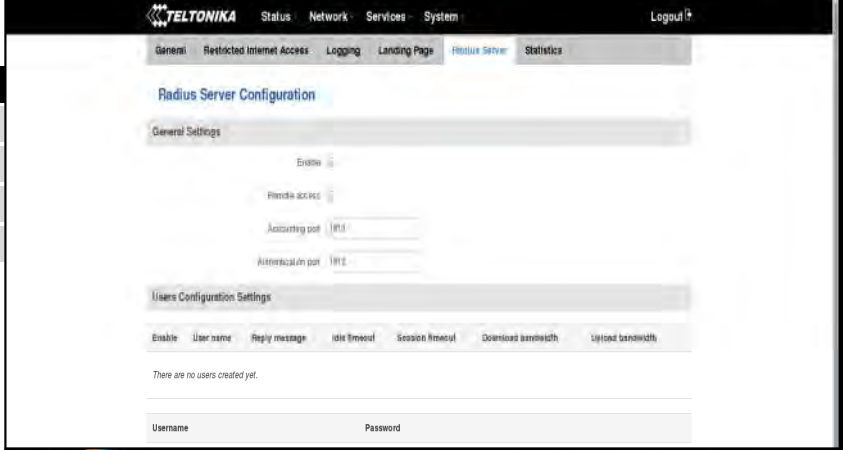 TELTONIKA Status Network Services System Logout
General Restricted Internet Access Logging Landing Page Radius Server Statistics
Radius Server Configuration
General Settings
Enable
Remote access
Accounting port 1813
Authentication port 1812
Users Configuration Settings
Enable User name Reply message Idle timeout Session timeout Download bandwidth Upload bandwidth
There are no users created yet.
Username Password